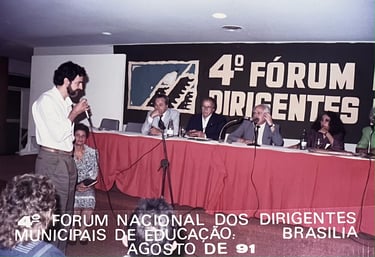 4º FÓRUM
DIRIGENTES
4º FORUM NACIONAL DOS DIRIGENTES
MUNICIPAIS DE EDUCAÇÃO: BRASILIA
AGOSTO DE 91